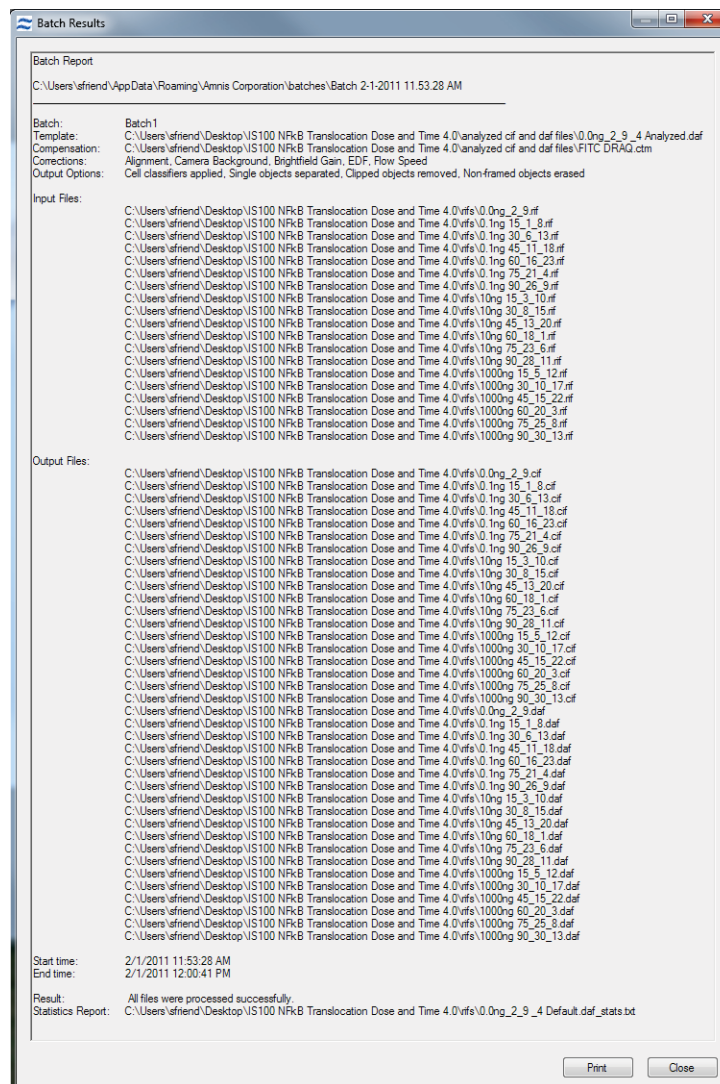 Batch Results
Batch Report
C:\Users\sfriend\AppData\Roaming\Amnis Corporation\batches\Batch 2-1-2011 11.53.28 AM
Batch: Batch1
Template: C:\Users\sfriend\Desktop\IS100 NFkB Translocation Dose and Time 4.0\analyzed cif and daf files\0.0ng_2_9 _4 Analyzed.daf
Compensation: C:\Users\sfriend\Desktop\IS100 NFkB Translocation Dose and Time 4.0\analyzed cif and daf files\FITC DRAQ.ctm
Corrections: Alignment, Camera Background, Brightfield Gain, EDF, Flow Speed
Output Options: Cell classifiers applied, Single objects separated, Clipped objects removed, Non-framed objects erased
Input Files:
C:\Users\sfriend\Desktop\IS100 NFkB Translocation Dose and Time 4.0\rifs\0.0ng_2_9.rif
C:\Users\sfriend\Desktop\IS100 NFkB Translocation Dose and Time 4.0\rifs\0.1ng 15_1_8.rif
C:\Users\sfriend\Desktop\IS100 NFkB Translocation Dose and Time 4.0\rifs\0.1ng 30_6_13.rif
C:\Users\sfriend\Desktop\IS100 NFkB Translocation Dose and Time 4.0\rifs\0.1ng 45_11_18.rif
C:\Users\sfriend\Desktop\IS100 NFkB Translocation Dose and Time 4.0\rifs\0.1ng 60_16_23.rif
C:\Users\sfriend\Desktop\IS100 NFkB Translocation Dose and Time 4.0\rifs\0.1ng 75_21_4.rif
C:\Users\sfriend\Desktop\IS100 NFkB Translocation Dose and Time 4.0\rifs\0.1ng 90_26_9.rif
C:\Users\sfriend\Desktop\IS100 NFkB Translocation Dose and Time 4.0\rifs\10ng 15_3_10.rif
C:\Users\sfriend\Desktop\IS100 NFkB Translocation Dose and Time 4.0\rifs\10ng 30_8_15.rif
C:\Users\sfriend\Desktop\IS100 NFkB Translocation Dose and Time 4.0\rifs\10ng 45_13_20.rif
C:\Users\sfriend\Desktop\IS100 NFkB Translocation Dose and Time 4.0\rifs\10ng 60_18_1.rif
C:\Users\sfriend\Desktop\IS100 NFkB Translocation Dose and Time 4.0\rifs\10ng 75_23_6.rif
C:\Users\sfriend\Desktop\IS100 NFkB Translocation Dose and Time 4.0\rifs\10ng 90_28_11.rif
C:\Users\sfriend\Desktop\IS100 NFkB Translocation Dose and Time 4.0\rifs\1000ng 15_5_12.rif
C:\Users\sfriend\Desktop\IS100 NFkB Translocation Dose and Time 4.0\rifs\1000ng 30_10_17.rif
C:\Users\sfriend\Desktop\IS100 NFkB Translocation Dose and Time 4.0\rifs\1000ng 45_15_22.rif
C:\Users\sfriend\Desktop\IS100 NFkB Translocation Dose and Time 4.0\rifs\1000ng 60_20_3.rif
C:\Users\sfriend\Desktop\IS100 NFkB Translocation Dose and Time 4.0\rifs\1000ng 75_25_8.rif
C:\Users\sfriend\Desktop\IS100 NFkB Translocation Dose and Time 4.0\rifs\1000ng 90_30_13.rif
Output Files:
C:\Users\sfriend\Desktop\IS100 NFkB Translocation Dose and Time 4.0\rifs\0.0ng_2_9.cif
C:\Users\sfriend\Desktop\IS100 NFkB Translocation Dose and Time 4.0\rifs\0.1ng 15_1_8.cif
C:\Users\sfriend\Desktop\IS100 NFkB Translocation Dose and Time 4.0\rifs\0.1ng 30_6_13.cif
C:\Users\sfriend\Desktop\IS100 NFkB Translocation Dose and Time 4.0\rifs\0.1ng 45_11_18.cif
C:\Users\sfriend\Desktop\IS100 NFkB Translocation Dose and Time 4.0\rifs\0.1ng 60_16_23.cif
C:\Users\sfriend\Desktop\IS100 NFkB Translocation Dose and Time 4.0\rifs\0.1ng 75_21_4.cif
C:\Users\sfriend\Desktop\IS100 NFkB Translocation Dose and Time 4.0\rifs\0.1ng 90_26_9.cif
C:\Users\sfriend\Desktop\IS100 NFkB Translocation Dose and Time 4.0\rifs\10ng 15_3_10.cif
C:\Users\sfriend\Desktop\IS100 NFkB Translocation Dose and Time 4.0\rifs\10ng 30_8_15.cif
C:\Users\sfriend\Desktop\IS100 NFkB Translocation Dose and Time 4.0\rifs\10ng 45_13_20.cif
C:\Users\sfriend\Desktop\IS100 NFkB Translocation Dose and Time 4.0\rifs\10ng 60_18_1.cif
C:\Users\sfriend\Desktop\IS100 NFkB Translocation Dose and Time 4.0\rifs\10ng 75_23_6.cif
C:\Users\sfriend\Desktop\IS100 NFkB Translocation Dose and Time 4.0\rifs\10ng 90_28_11.cif
C:\Users\sfriend\Desktop\IS100 NFkB Translocation Dose and Time 4.0\rifs\1000ng 15_5_12.cif
C:\Users\sfriend\Desktop\IS100 NFkB Translocation Dose and Time 4.0\rifs\1000ng 30_10_17.cif
C:\Users\sfriend\Desktop\IS100 NFkB Translocation Dose and Time 4.0\rifs\1000ng 45_15_22.cif
C:\Users\sfriend\Desktop\IS100 NFkB Translocation Dose and Time 4.0\rifs\1000ng 60_20_3.cif
C:\Users\sfriend\Desktop\IS100 NFkB Translocation Dose and Time 4.0\rifs\1000ng 75_25_8.cif
C:\Users\sfriend\Desktop\IS100 NFkB Translocation Dose and Time 4.0\rifs\1000ng 90_30_13.cif
C:\Users\sfriend\Desktop\IS100 NFkB Translocation Dose and Time 4.0\rifs\0.0ng_2_9.daf
C:\Users\sfriend\Desktop\IS100 NFkB Translocation Dose and Time 4.0\rifs\0.1ng 15_1_8.daf
C:\Users\sfriend\Desktop\IS100 NFkB Translocation Dose and Time 4.0\rifs\0.1ng 30_6_13.daf
C:\Users\sfriend\Desktop\IS100 NFkB Translocation Dose and Time 4.0\rifs\0.1ng 45_11_18.daf
C:\Users\sfriend\Desktop\IS100 NFkB Translocation Dose and Time 4.0\rifs\0.1ng 60_16_23.daf
C:\Users\sfriend\Desktop\IS100 NFkB Translocation Dose and Time 4.0\rifs\0.1ng 75_21_4.daf
C:\Users\sfriend\Desktop\IS100 NFkB Translocation Dose and Time 4.0\rifs\0.1ng 90_26_9.daf
C:\Users\sfriend\Desktop\IS100 NFkB Translocation Dose and Time 4.0\rifs\10ng 15_3_10.daf
C:\Users\sfriend\Desktop\IS100 NFkB Translocation Dose and Time 4.0\rifs\10ng 30_8_15.daf
C:\Users\sfriend\Desktop\IS100 NFkB Translocation Dose and Time 4.0\rifs\10ng 45_13_20.daf
C:\Users\sfriend\Desktop\IS100 NFkB Translocation Dose and Time 4.0\rifs\10ng 60_18_1.daf
C:\Users\sfriend\Desktop\IS100 NFkB Translocation Dose and Time 4.0\rifs\10ng 75_23_6.daf
C:\Users\sfriend\Desktop\IS100 NFkB Translocation Dose and Time 4.0\rifs\10ng 90_28_11.daf
C:\Users\sfriend\Desktop\IS100 NFkB Translocation Dose and Time 4.0\rifs\1000ng 15_5_12.daf
C:\Users\sfriend\Desktop\IS100 NFkB Translocation Dose and Time 4.0\rifs\1000ng 30_10_17.daf
C:\Users\sfriend\Desktop\IS100 NFkB Translocation Dose and Time 4.0\rifs\1000ng 45_15_22.daf
C:\Users\sfriend\Desktop\IS100 NFkB Translocation Dose and Time 4.0\rifs\1000ng 60_20_3.daf
C:\Users\sfriend\Desktop\IS100 NFkB Translocation Dose and Time 4.0\rifs\1000ng 75_25_8.daf
C:\Users\sfriend\Desktop\IS100 NFkB Translocation Dose and Time 4.0\rifs\1000ng 90_30_13.daf
Start time: 2/1/2011 11:53:28 AM
End time: 2/1/2011 12:00:41 PM
Result: All files were processed successfully.
Statistics Report: C:\Users\sfriend\Desktop\IS100 NFkB Translocation Dose and Time 4.0\rifs\0.0ng_2_9 _4 Default.daf_stats.txt
Print Close